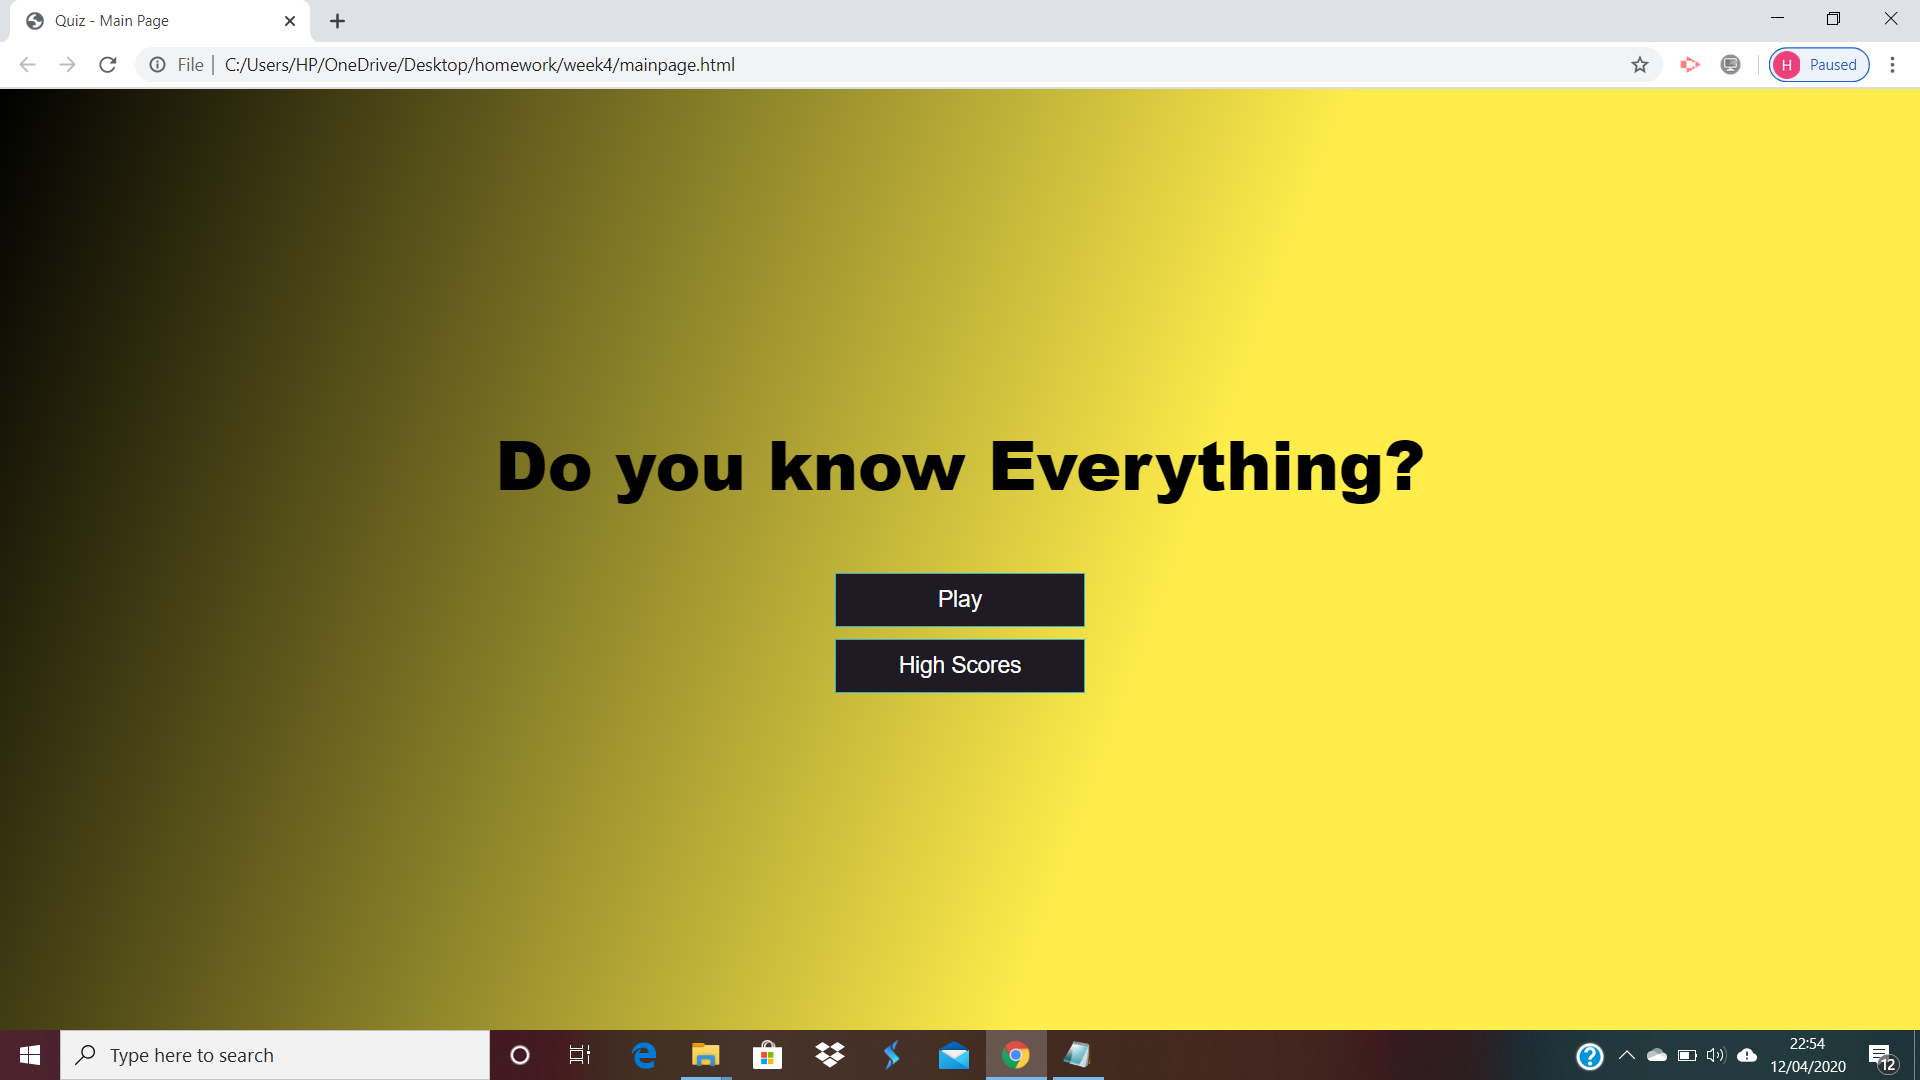 Quiz - Main Page
File
C:/Users/HP/OneDrive/Desktop/homework/week4/mainpage.html
H
Paused
Do you know Everything?
Play
High Scores
Type here to search
22:54
12/04/2020
12